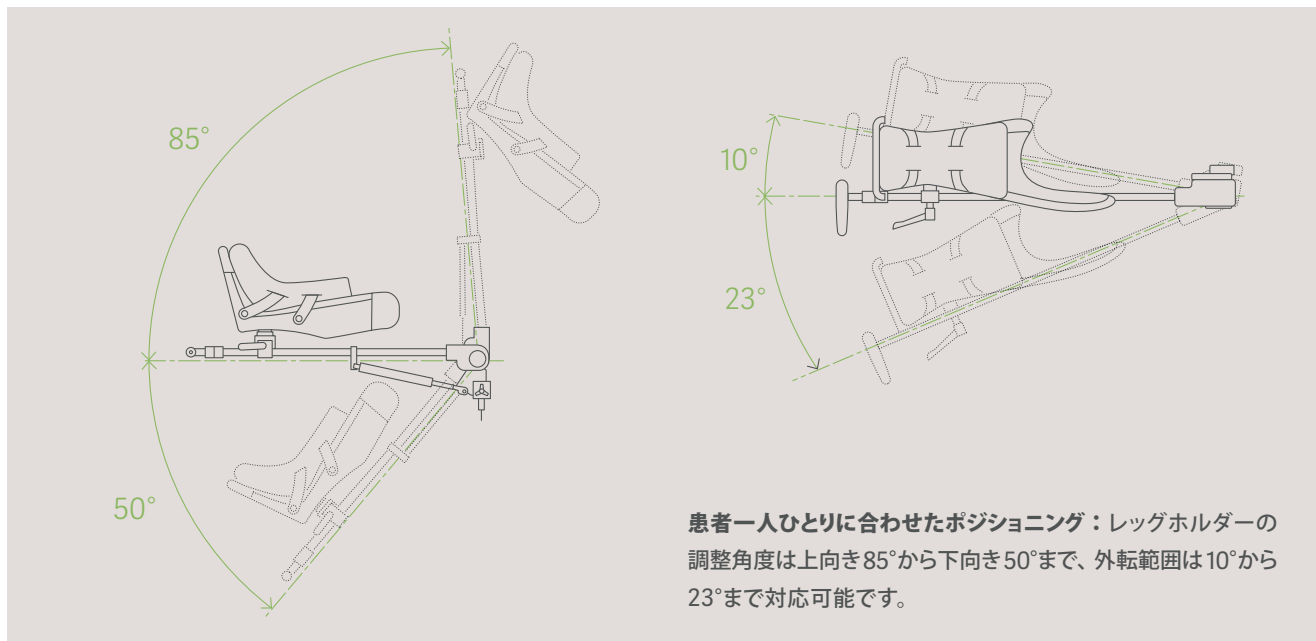 85°
50°
10°
23°
患者一人ひとりに合わせたポジショニング：レッグホルダーの
調整角度は上向き85°から下向き50°まで、外転範囲は10°から
23°まで対応可能です。